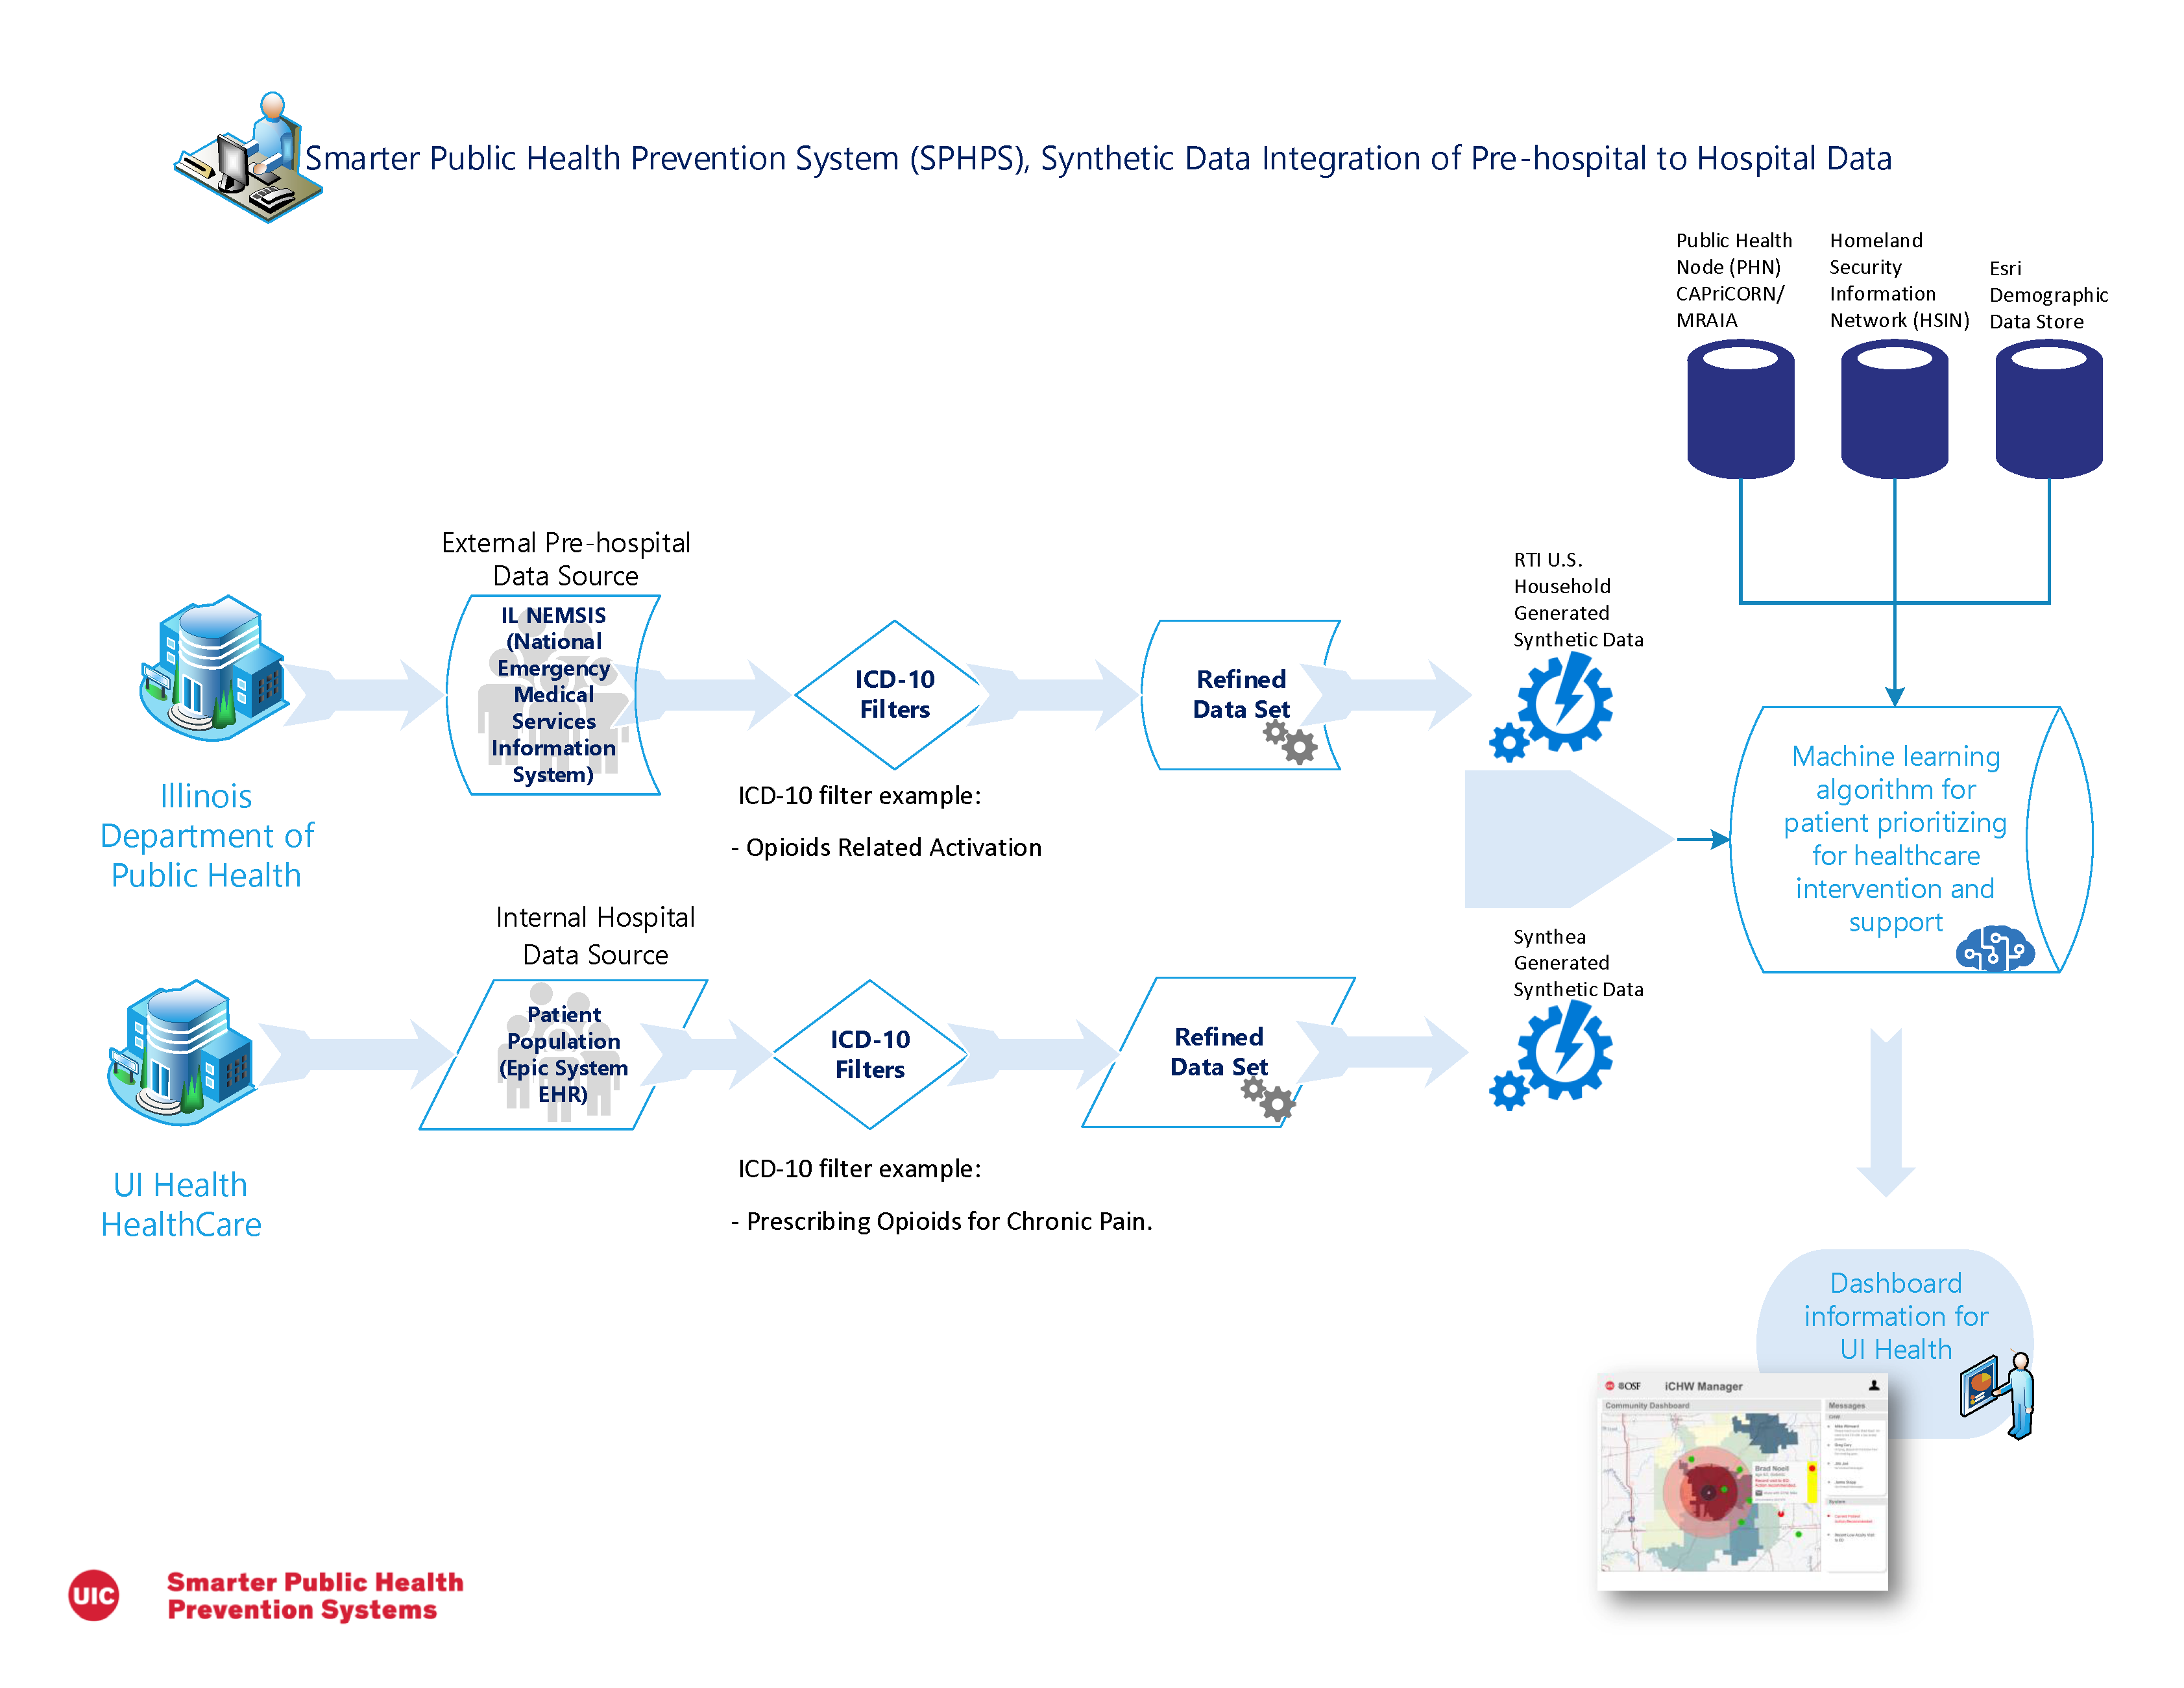 Smarter Public Health Prevention System (SPHPS), Synthetic Data Integration of Pre-hospital to Hospital Data
Public Health
Node (PHN)
CAPriCORN/
MRAIA
Homeland
Security
Information
Network (HSIN)
Esri
Demographic
Data Store
External Pre-hospital
Data Source
IL NEMSIS
(National
Emergency
Medical
Services
Information
System)
ICD-10
Filters
Refined
Data Set
RTI U.S.
Household
Generated
Synthetic Data
Illinois
Department of
Public Health
ICD-10 filter example:
- Opioids Related Activation
Machine learning
algorithm for
patient prioritizing
for healthcare
intervention and
support
Internal Hospital
Data Source
Patient
Population
(Epic System
EHR)
ICD-10
Filters
Refined
Data Set
Synthea
Generated
Synthetic Data
UI Health
HealthCare
ICD-10 filter example:
- Prescribing Opioids for Chronic Pain.
Dashboard
information for
UI Health
OSF iCHW Manager
Community Dashboard
Messages
Brad Noell
System
UIC
Smarter Public Health
Prevention Systems